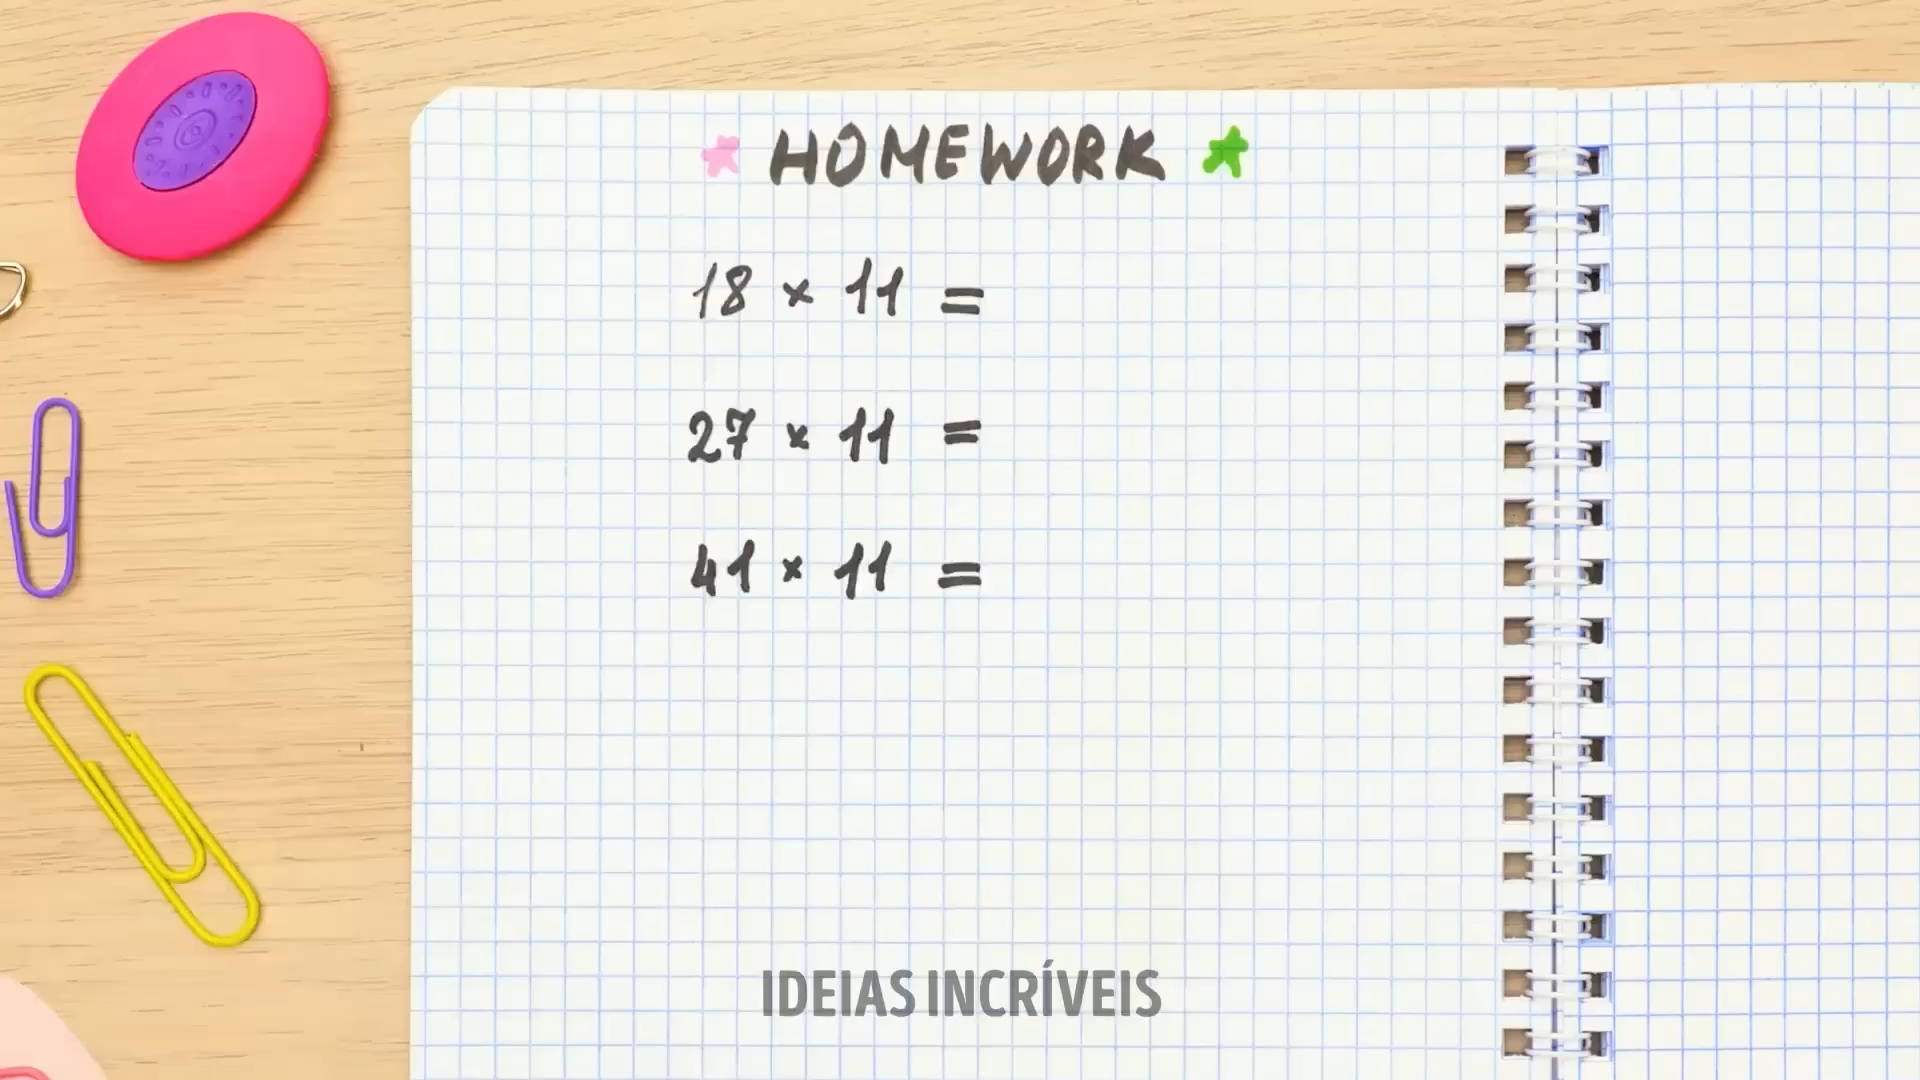 HOMEWORK
18 × 11 =
27 × 11 =
41 × 11 =
IDEIAS INCRÍVEIS